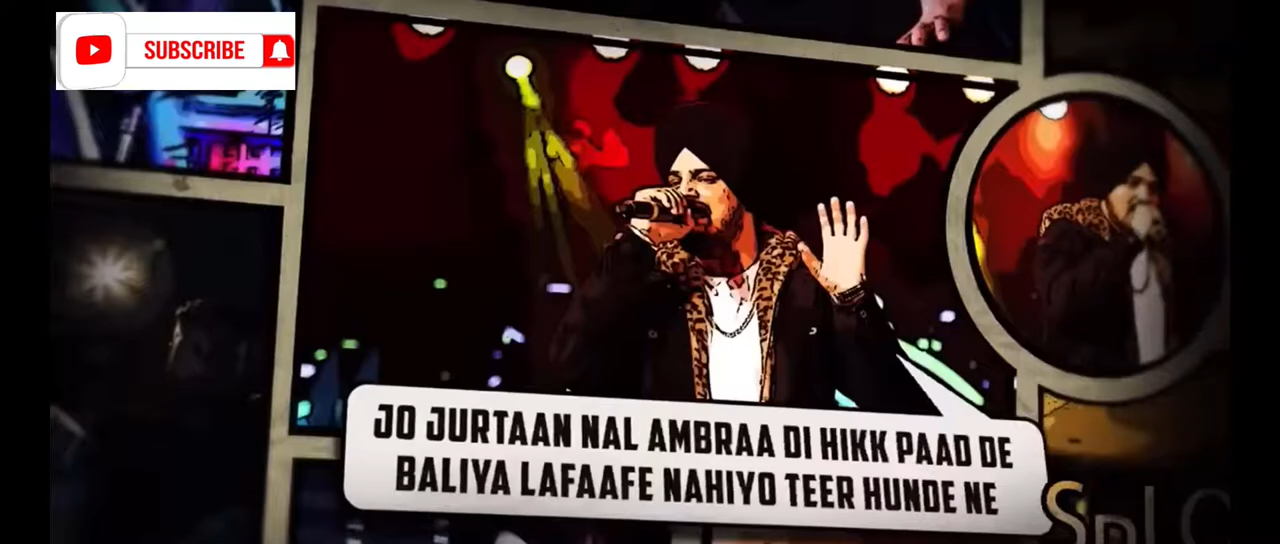 SUBSCRIBE
JO JURTAAN NAL AMBRAA DI HIKK PAAD DE
BALIYA LAFAAFE NAHIYO TEER HUNDE NE